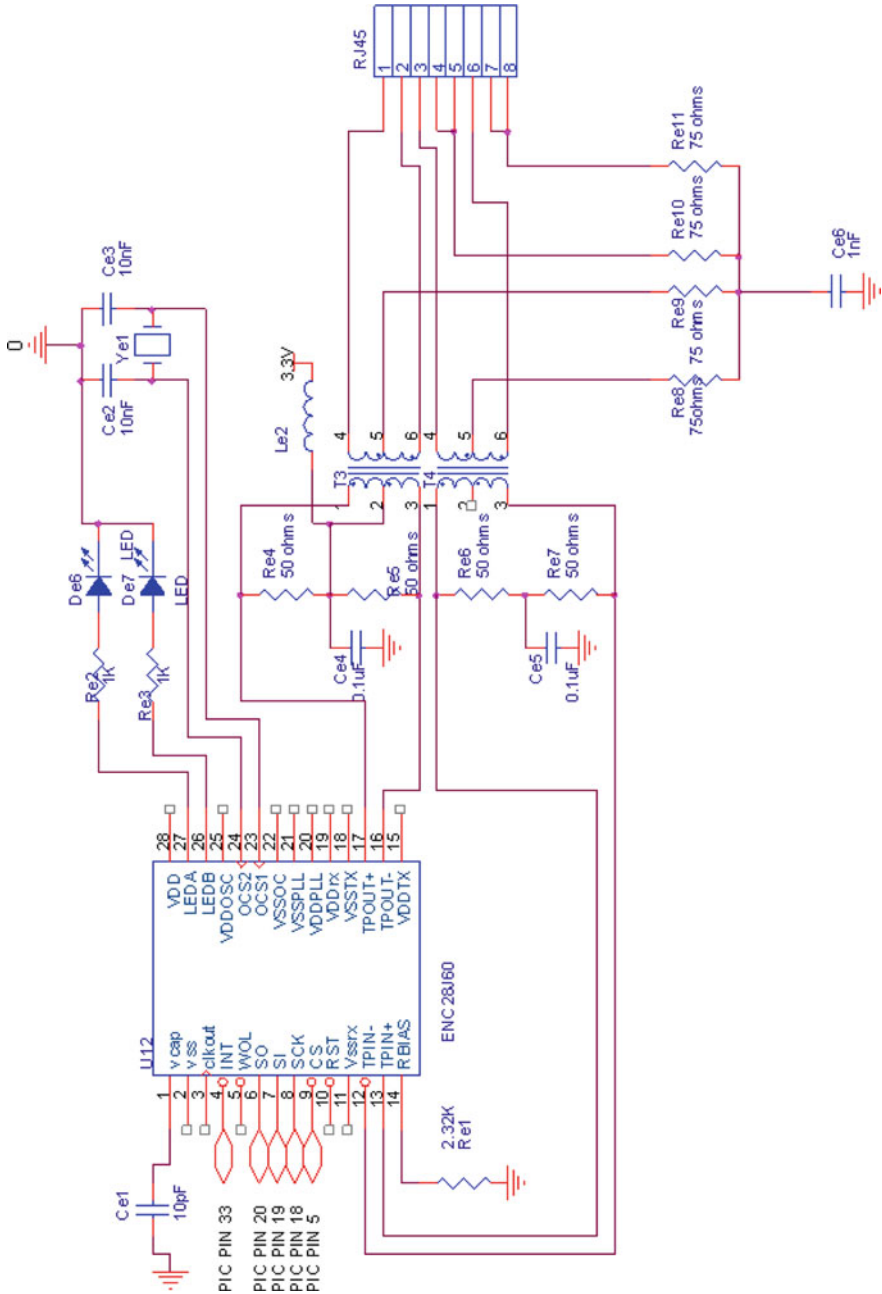 RJ45
1
2
3
4
5
6
7
8
0
Ce3
10nF
Ye1
Ce2
10nF
Le2
3.3V
De6
LED
De7
LED
Re2
1K
Re3
1K
T3
1
2
3
4
5
6
T4
1
2
3
4
5
6
Re4
50 ohms
Re5
50 ohms
Re6
50 ohms
Re7
50 ohms
Ce4
0.1uF
Ce5
0.1uF
Re11
75 ohms
Re10
75 ohms
Re9
75 ohms
Re8
75ohms
Ce6
1nF
U12
ENC28J60
1 vcap
2 vss
3 clkout
4 INT
5 WOL
6 SO
7 SI
8 SCK
9 CS
10 RST
11 Vssrx
12 TPIN-
13 TPIN+
14 RBIAS
28 VDD
27 LEDA
26 LEDB
25 VDDOSC
24 OCS2
23 OCS1
22 VSSOC
21 VSSPLL
20 VDDPLL
19 VDDrx
18 VSSTX
17 TPOUT+
16 TPOUT-
15 VDDTX
Ce1
10pF
PIC PIN 33
PIC PIN 20
PIC PIN 19
PIC PIN 18
PIC PIN 5
2.32K
Re1